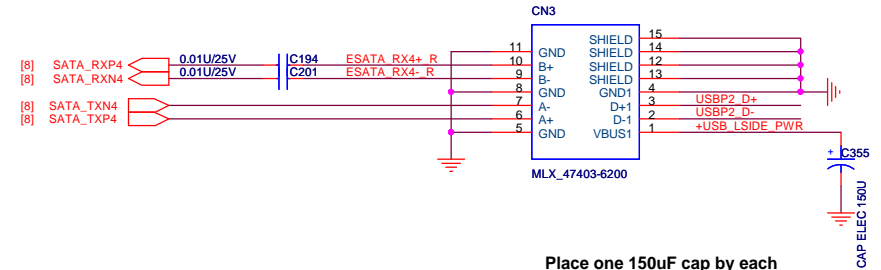 CN3
SHIELD 15
11 GND SHIELD 14
[8] SATA_RXP4 0.01U/25V C194 ESATA_RX4+_R 10 B+ SHIELD 12
[8] SATA_RXN4 0.01U/25V C201 ESATA_RX4-_R 9 B- SHIELD 13
8 GND GND1 4
[8] SATA_TXN4 7 A- D+1 3 USBP2_D+
[8] SATA_TXP4 6 A+ D-1 2 USBP2_D-
5 GND VBUS1 1 +USB_LSIDE_PWR
+ C355
MLX_47403-6200
CAP ELEC 150U
Place one 150uF cap by each